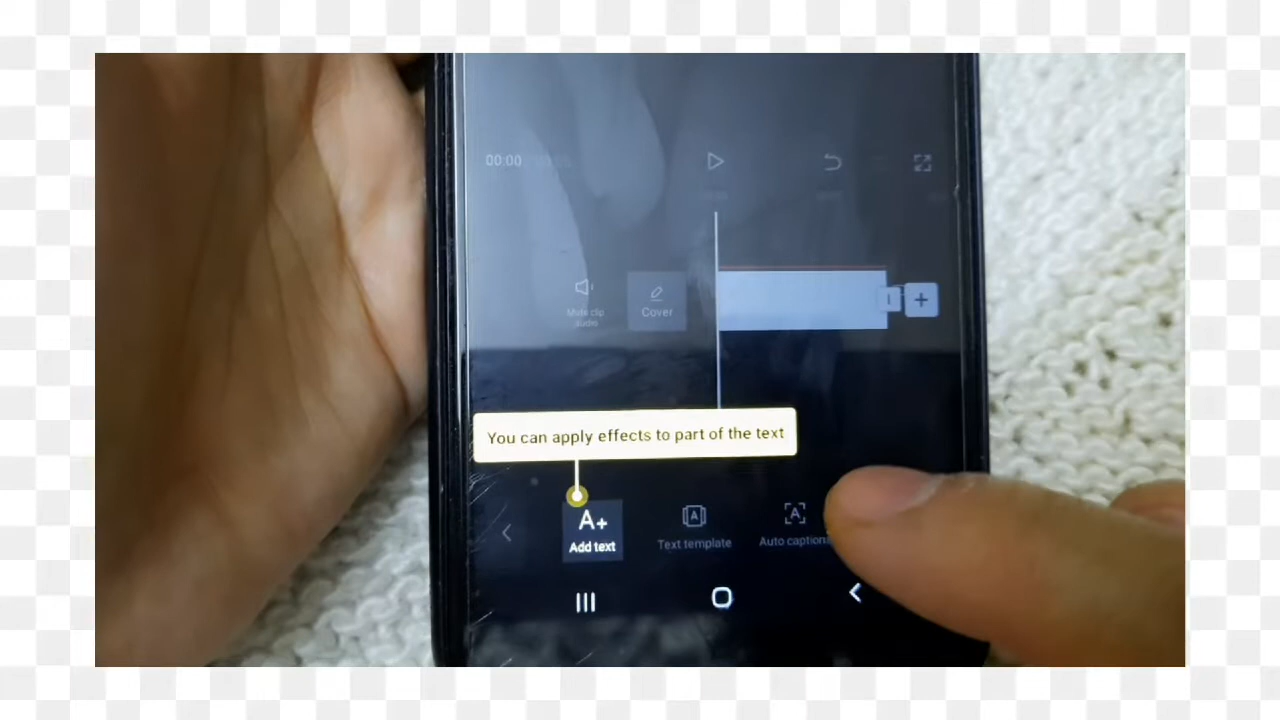 00:00
Mute clip
audio
Cover
You can apply effects to part of the text
A+
Add text
A
Text template
A
Auto captions